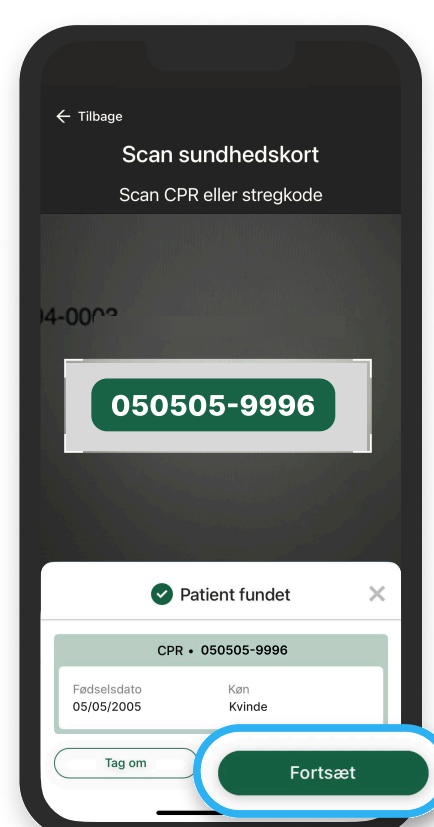 Tilbage
Scan sundhedskort
Scan CPR eller stregkode
050505-9996
Patient fundet
CPR • 050505-9996
Fødselsdato Køn
05/05/2005 Kvinde
Tag om
Fortsæt